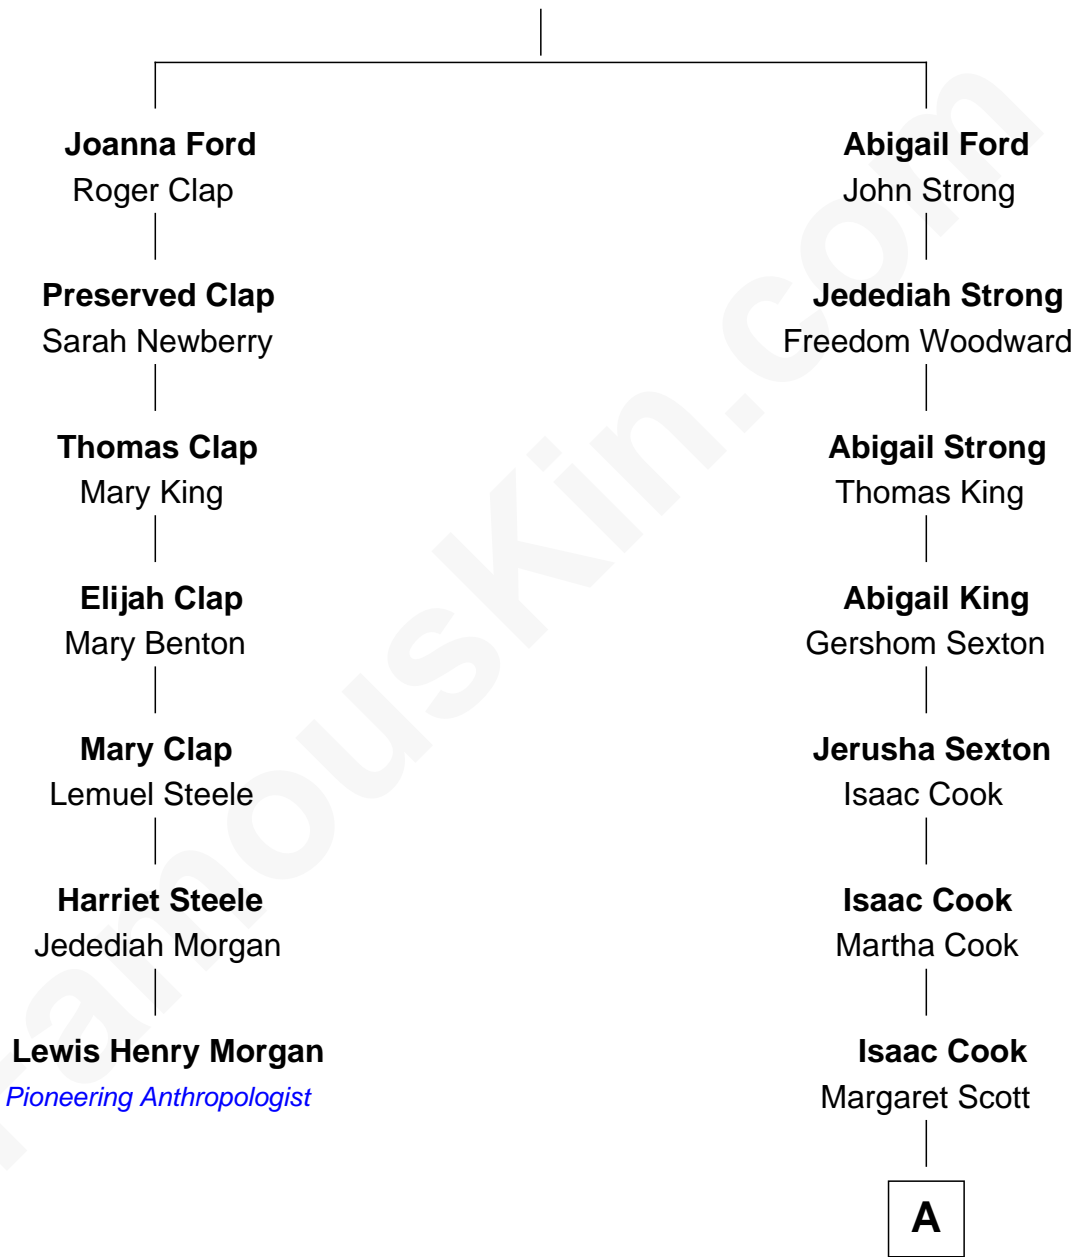 Joanna Ford
Roger Clap
Preserved Clap
Sarah Newberry
Thomas Clap
Mary King
Elijah Clap
Mary Benton
Mary Clap
Lemuel Steele
Harriet Steele
Jedediah Morgan
Lewis Henry Morgan
Pioneering Anthropologist
Abigail Ford
John Strong
Jedediah Strong
Freedom Woodward
Abigail Strong
Thomas King
Abigail King
Gershom Sexton
Jerusha Sexton
Isaac Cook
Isaac Cook
Martha Cook
Isaac Cook
Margaret Scott
A
FamousKin.com